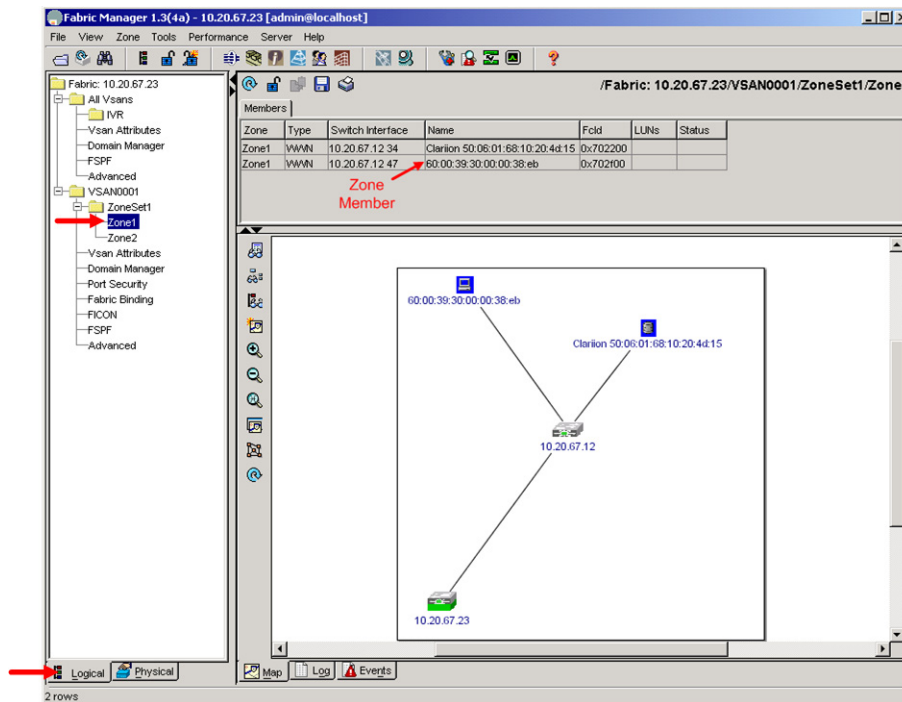 Fabric Manager 1.3(4a) - 10.20.67.23 [admin@localhost]
File View Zone Tools Performance Server Help
Fabric: 10.20.67.23
All Vsans
IVR
Vsan Attributes
Domain Manager
FSPF
Advanced
VSAN0001
ZoneSet1
Zone1
Zone2
Vsan Attributes
Domain Manager
Port Security
Fabric Binding
FICON
FSPF
Advanced
Logical Physical
/Fabric: 10.20.67.23/VSAN0001/ZoneSet1/Zone
Members
Zone Type Switch Interface Name FcId LUNs Status
Zone1 WWN 10.20.67.12 34 Clariion 50:06:01:68:10:20:4d:15 0x702200
Zone1 WWN 10.20.67.12 47 60:00:39:30:00:00:38:eb 0x702f00
Zone
Member
60:00:39:30:00:00:38:eb
Clariion 50:06:01:68:10:20:4d:15
10.20.67.12
10.20.67.23
Map Log Events
2 rows